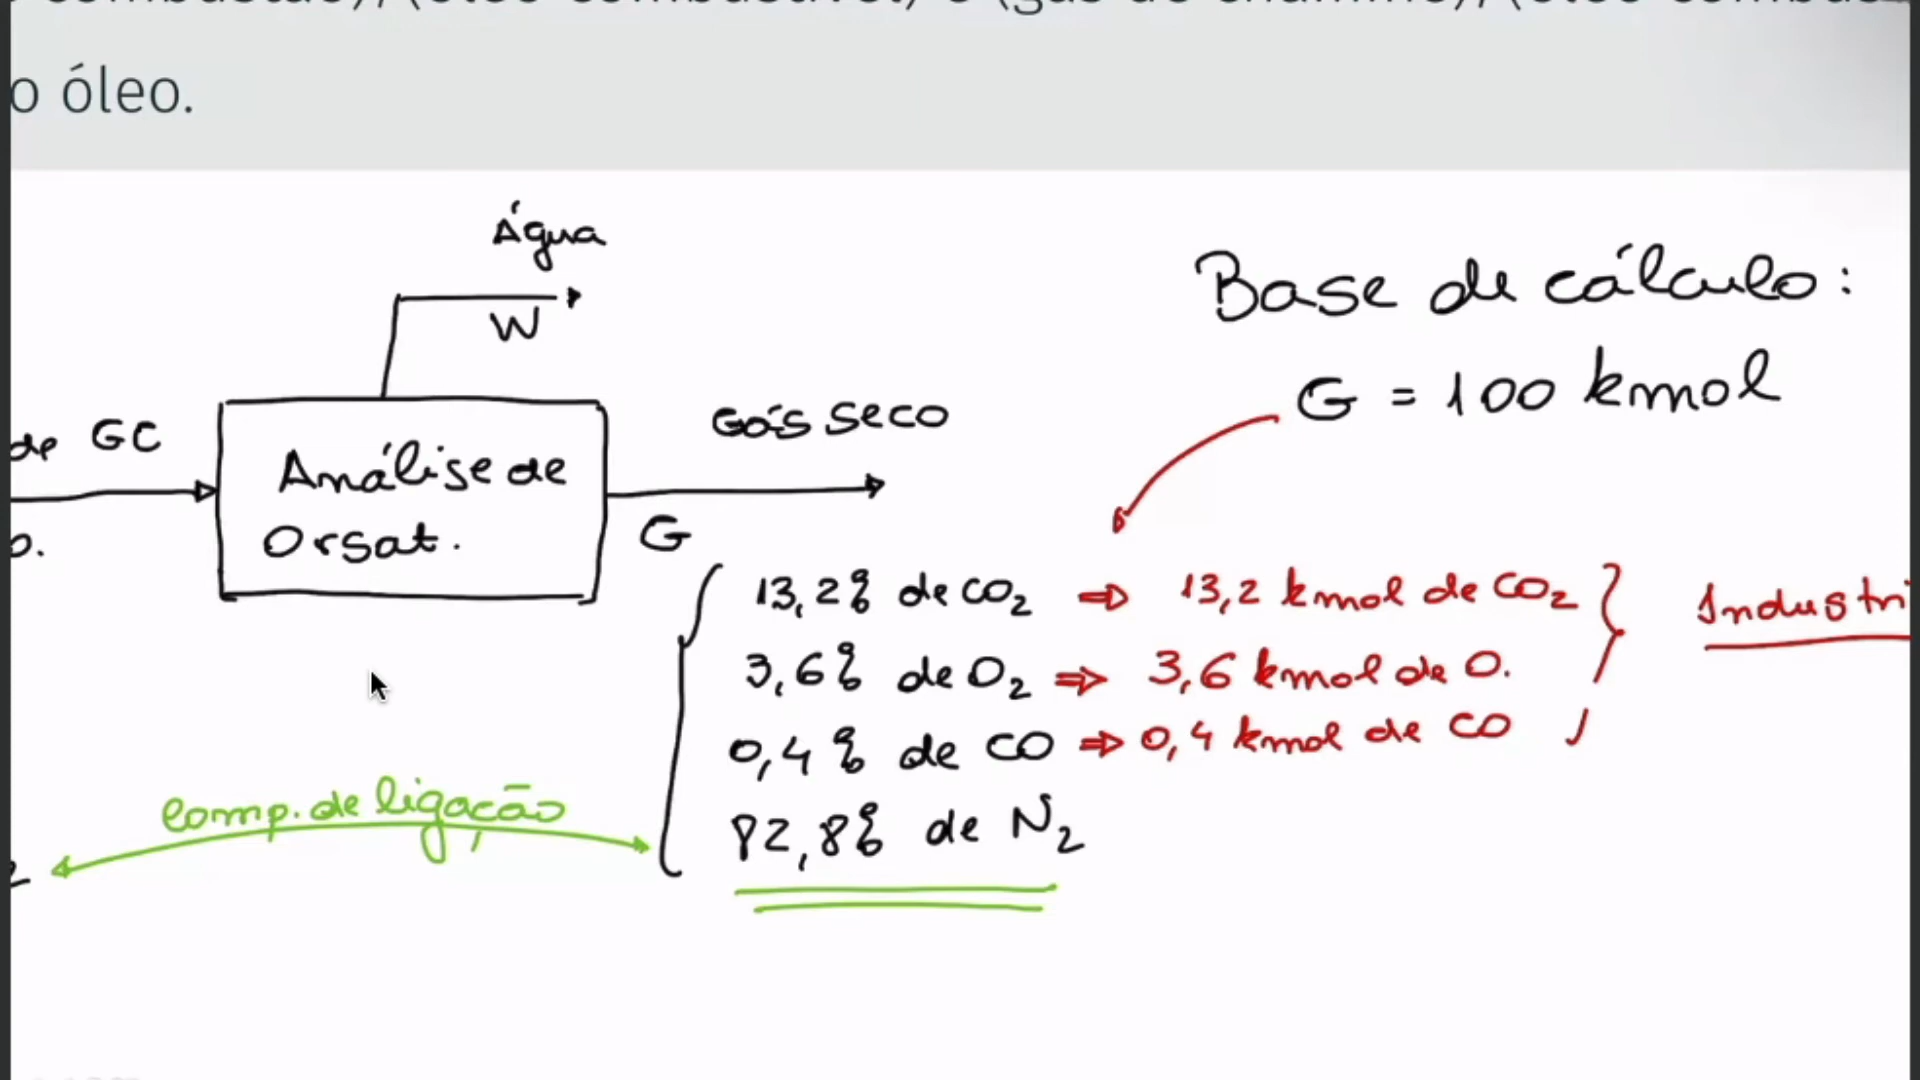 o óleo.
Água
W
Base de cálculo:
G = 100 kmol
de GC
Gás seco
Análise de
Orsat.
G
13,2% de CO₂ ⇒ 13,2 kmol de CO₂
Industri
3,6% de O₂ ⇒ 3,6 kmol de O.
0,4% de CO ⇒ 0,4 kmol de CO
comp. de ligação
82,8% de N₂